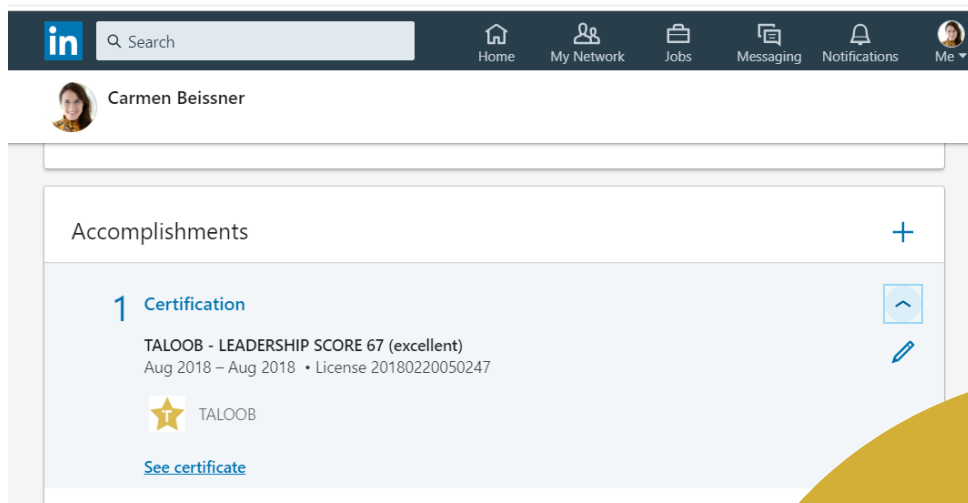 in Search
Home My Network Jobs Messaging Notifications Me
Carmen Beissner
Accomplishments
1 Certification
TALOOB - LEADERSHIP SCORE 67 (excellent)
Aug 2018 – Aug 2018 • License 20180220050247
T TALOOB
See certificate